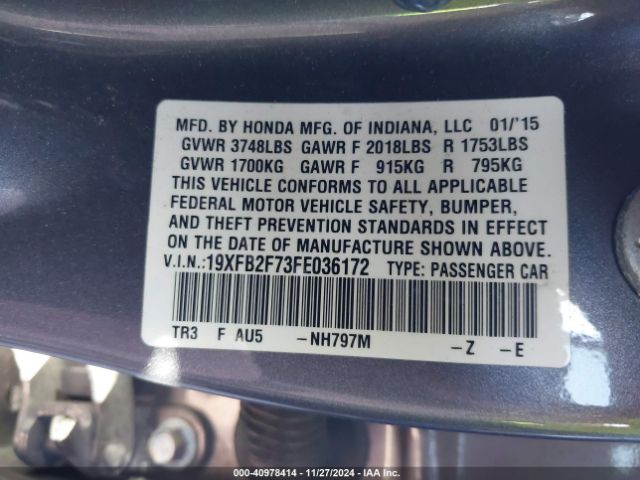 MFD. BY HONDA MFG. OF INDIANA, LLC 01/'15
GVWR 3748LBS GAWR F 2018LBS R 1753LBS
GVWR 1700KG GAWR F 915KG R 795KG
THIS VEHICLE CONFORMS TO ALL APPLICABLE
FEDERAL MOTOR VEHICLE SAFETY, BUMPER,
AND THEFT PREVENTION STANDARDS IN EFFECT
ON THE DATE OF MANUFACTURE SHOWN ABOVE.
V.I.N.:19XFB2F73FE036172 TYPE: PASSENGER CAR
TR3 F AU5 -NH797M -Z -E
000-40978414 - 11/27/2024 - IAA Inc.